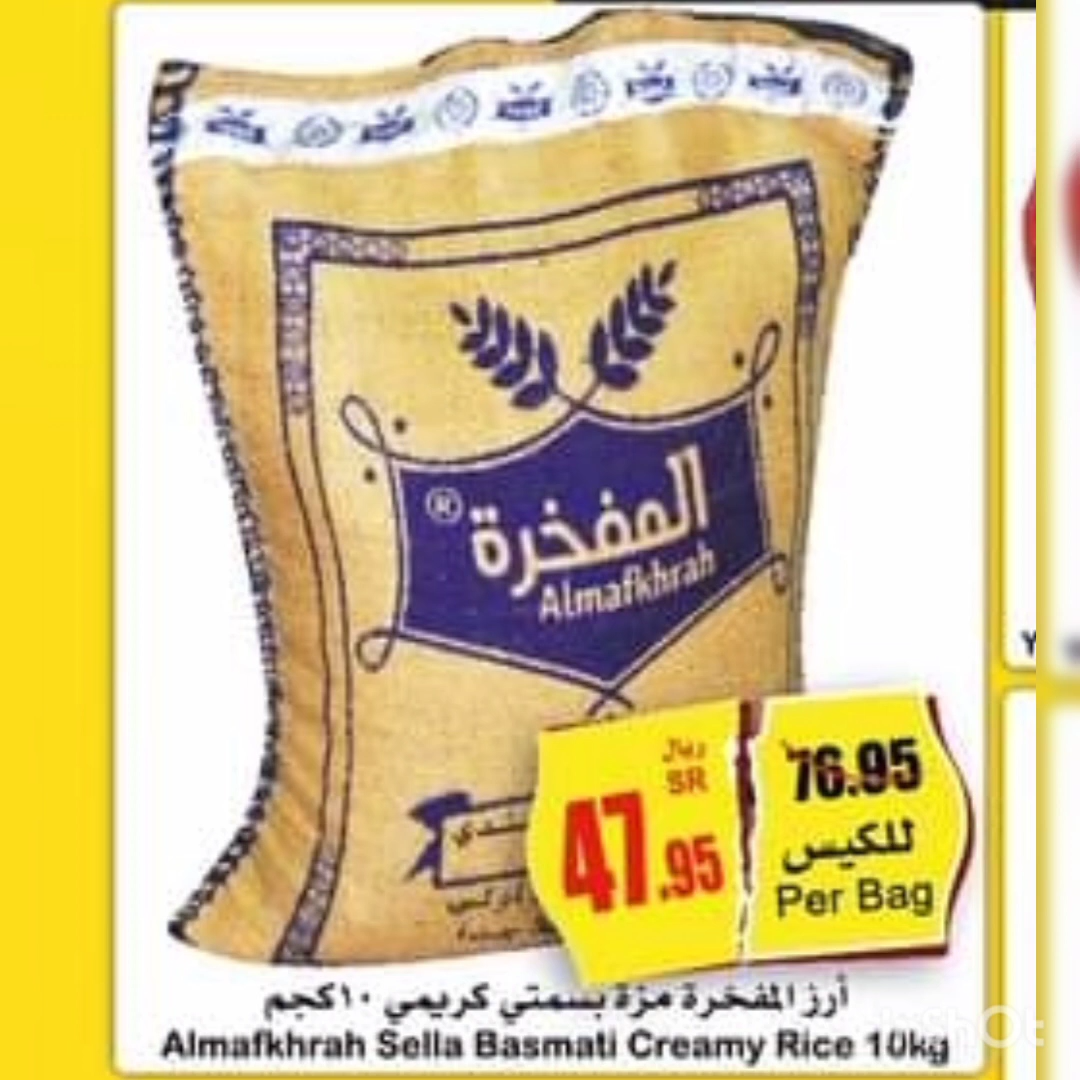 المفخرة®
Almafkhrah
ريال
SR
47.95
76.95
للكيس
Per Bag
أرز المفخرة مزة بسمتي كريمي ١٠كجم
Almafkhrah Sella Basmati Creamy Rice 10kg